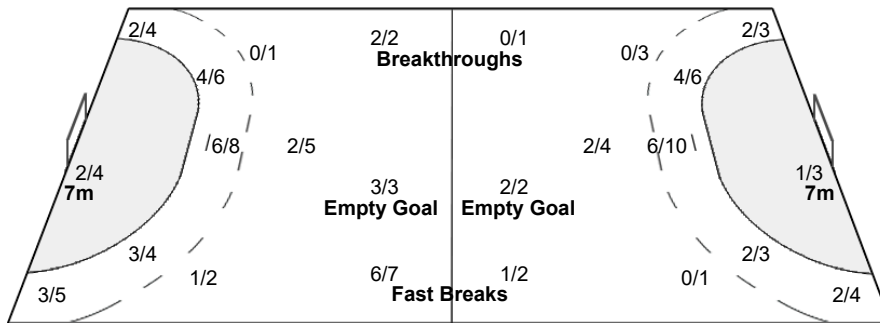 2/4 2/2 0/1 2/3
0/1 Breakthroughs 0/3
4/6 4/6
6/8 2/5 2/4 6/10
2/4 1/3
7m 7m
3/3 2/2
Empty Goal Empty Goal
3/4 2/3
1/2 6/7 1/2 0/1
3/5 Fast Breaks 2/4